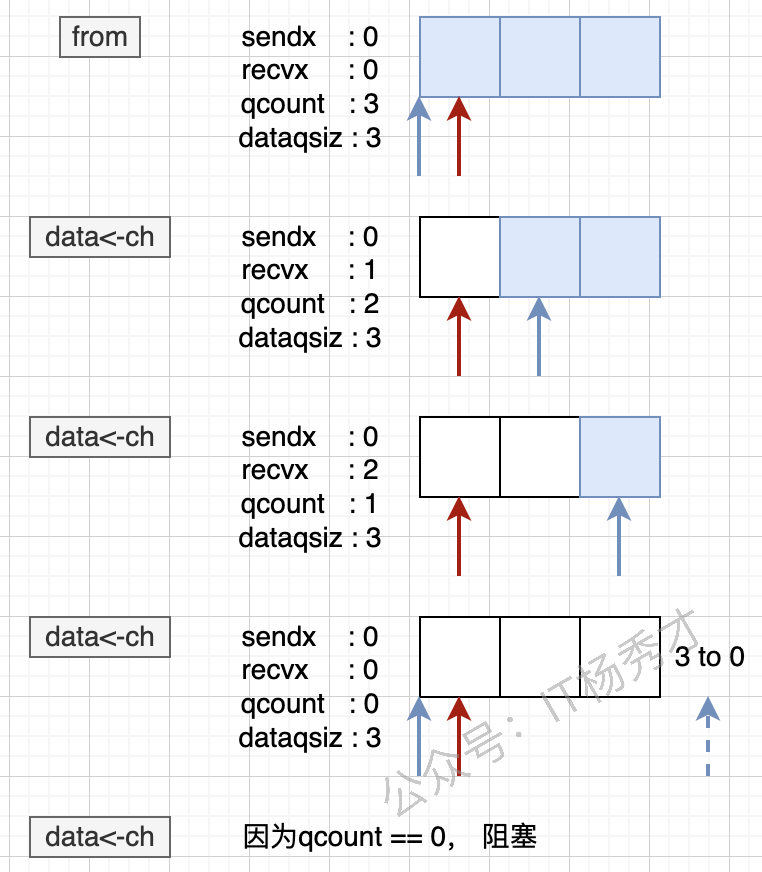 from
sendx : 0
recvx : 0
qcount : 3
dataqsiz : 3
data<-ch
sendx : 0
recvx : 1
qcount : 2
dataqsiz : 3
data<-ch
sendx : 0
recvx : 2
qcount : 1
dataqsiz : 3
data<-ch
sendx : 0
recvx : 0
qcount : 0
dataqsiz : 3
3 to 0
公众号：IT杨秀才
data<-ch
因为qcount == 0， 阻塞